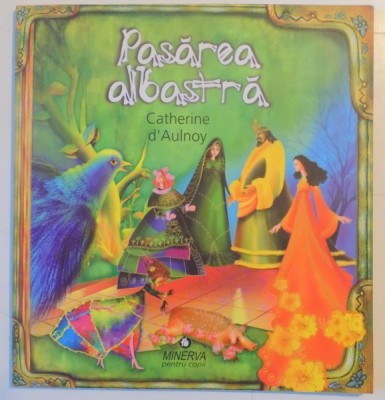 Pasărea
albastră
Catherine
d'Aulnoy
MINERVA
pentru copii